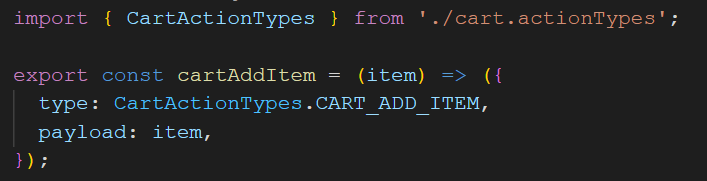 import { CartActionTypes } from './cart.actionTypes';
export const cartAddItem = (item) => ({
type: CartActionTypes.CART_ADD_ITEM,
payload: item,
});